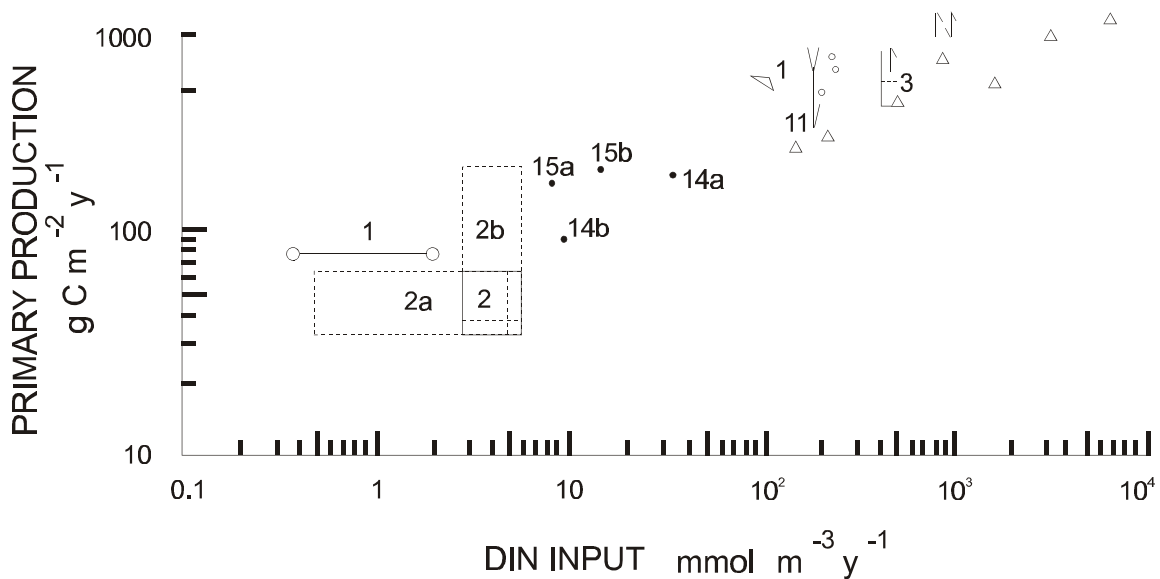 1000
1
3
11
15a
15b
14a
100
1
2b
14b
2a
2
10
0.1
1
10
10²
10³
10⁴
PRIMARY PRODUCTION
g C m⁻² y⁻¹
DIN INPUT mmol m⁻³ y⁻¹